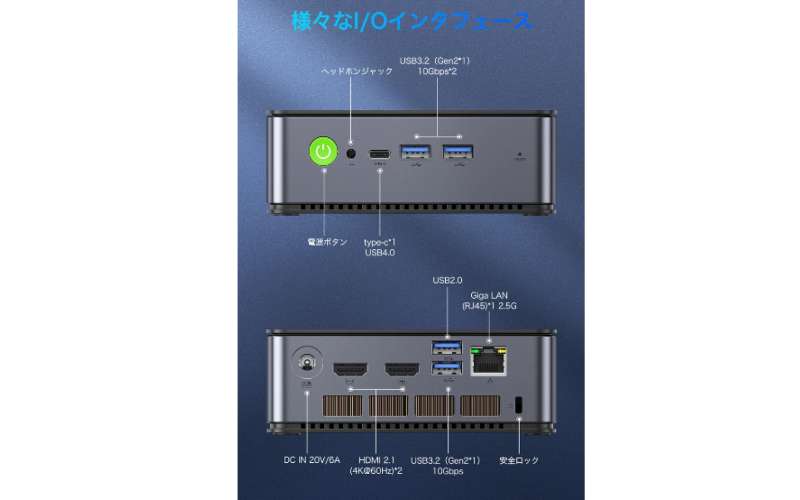 様々なI/Oインタフェース
USB3.2（Gen2*1）
10Gbps*2
ヘッドホンジャック
電源ボタン
type-c*1
USB4.0
USB2.0
Giga LAN
(RJ45)*1 2.5G
DC IN 20V/6A
HDMI 2.1
(4K@60Hz)*2
USB3.2（Gen2*1）
10Gbps
安全ロック